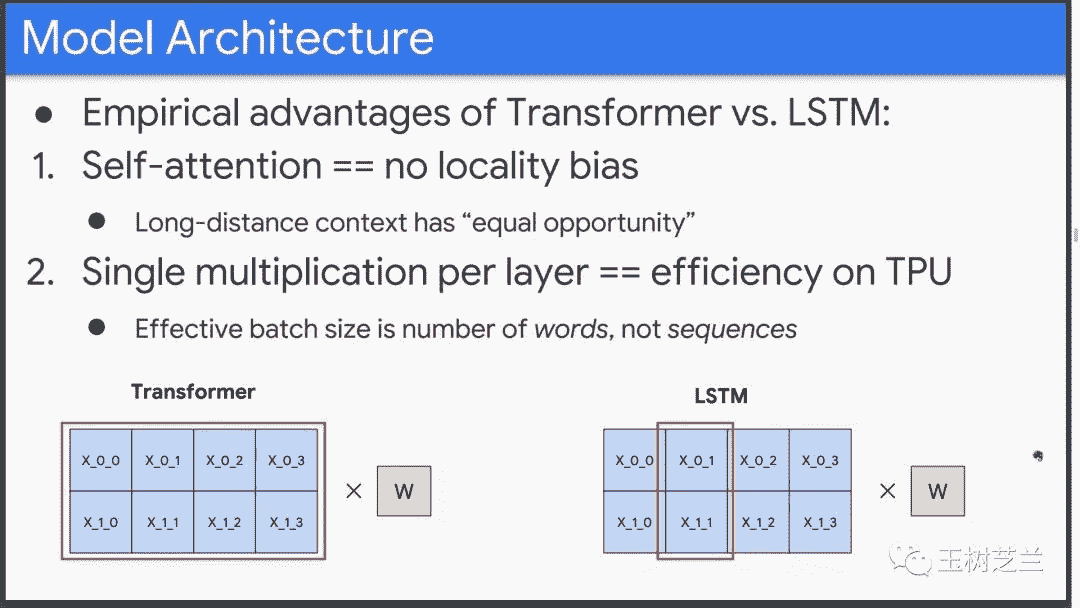 Model Architecture
● Empirical advantages of Transformer vs. LSTM:
1. Self-attention == no locality bias
● Long-distance context has “equal opportunity”
2. Single multiplication per layer == efficiency on TPU
● Effective batch size is number of words, not sequences
Transformer
X_0_0 X_0_1 X_0_2 X_0_3
X_1_0 X_1_1 X_1_2 X_1_3
× W
LSTM
X_0_0 X_0_1 X_0_2 X_0_3
X_1_0 X_1_1 X_1_2 X_1_3
× W
玉树芝兰